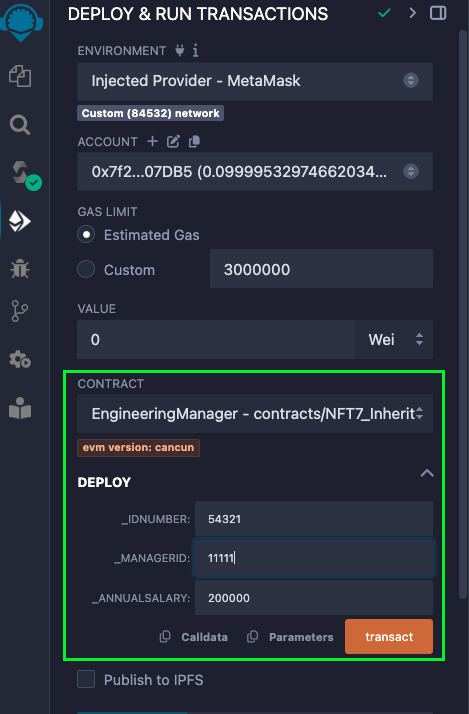 DEPLOY & RUN TRANSACTIONS
ENVIRONMENT
Injected Provider - MetaMask
Custom (84532) network
ACCOUNT
0x7f2...07DB5 (0.09999532974662034...
GAS LIMIT
Estimated Gas
Custom 3000000
VALUE
0 Wei
CONTRACT
EngineeringManager - contracts/NFT7_Inherit
evm version: cancun
DEPLOY
_IDNUMBER: 54321
_MANAGERID: 11111
_ANNUALSALARY: 200000
Calldata Parameters transact
Publish to IPFS